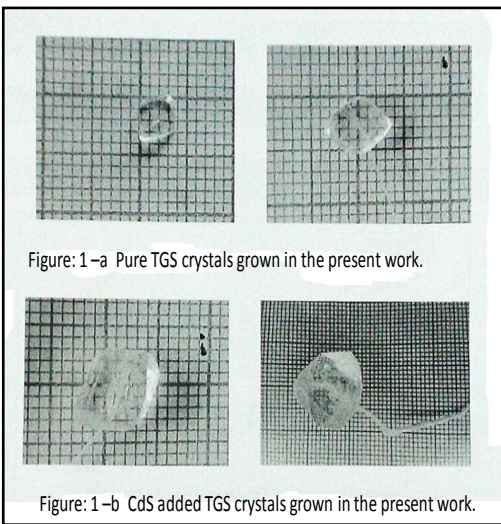 Figure: 1 –a Pure TGS crystals grown in the present work.
Figure: 1 –b CdS added TGS crystals grown in the present work.